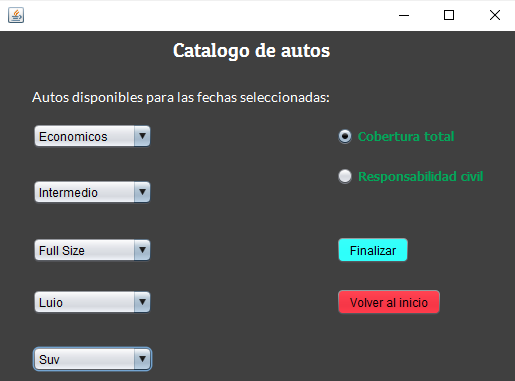 Catalogo de autos
Autos disponibles para las fechas seleccionadas:
Economicos
Cobertura total
Responsabilidad civil
Intermedio
Full Size
Finalizar
Luio
Volver al inicio
Suv